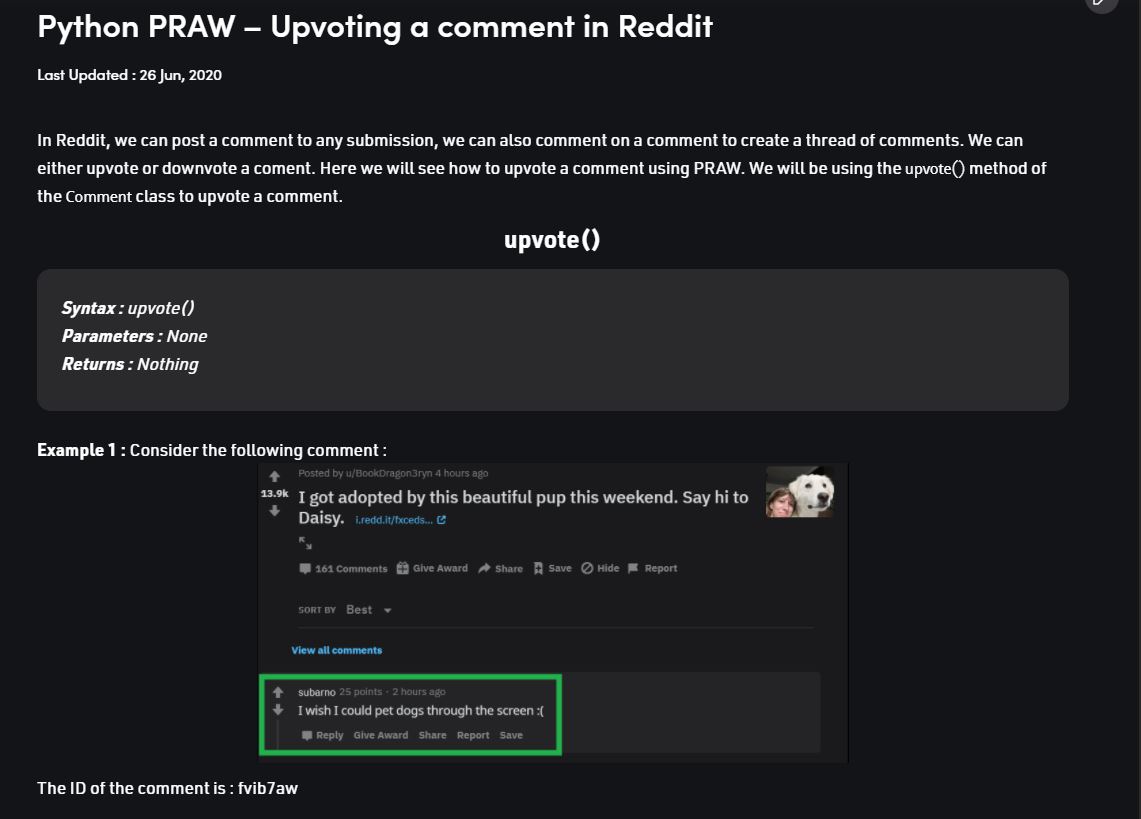 Python PRAW – Upvoting a comment in Reddit
Last Updated : 26 Jun, 2020
In Reddit, we can post a comment to any submission, we can also comment on a comment to create a thread of comments. We can
either upvote or downvote a coment. Here we will see how to upvote a comment using PRAW. We will be using the upvote() method of
the Comment class to upvote a comment.
upvote()
Syntax : upvote()
Parameters : None
Returns : Nothing
Example 1 : Consider the following comment :
Posted by u/BookDragon3ryn 4 hours ago
13.9k
I got adopted by this beautiful pup this weekend. Say hi to
Daisy. i.redd.it/fxceds...
161 Comments Give Award Share Save Hide Report
SORT BY Best
View all comments
subarno 25 points · 2 hours ago
I wish I could pet dogs through the screen :(
Reply Give Award Share Report Save
The ID of the comment is : fvib7aw